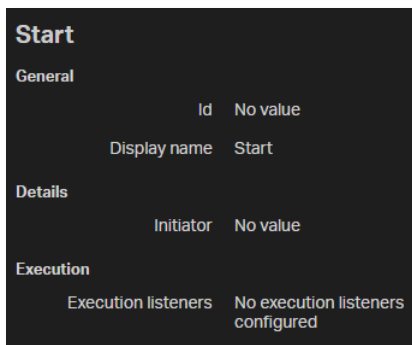 Start
General
Id No value
Display name Start
Details
Initiator No value
Execution
Execution listeners No execution listeners
configured